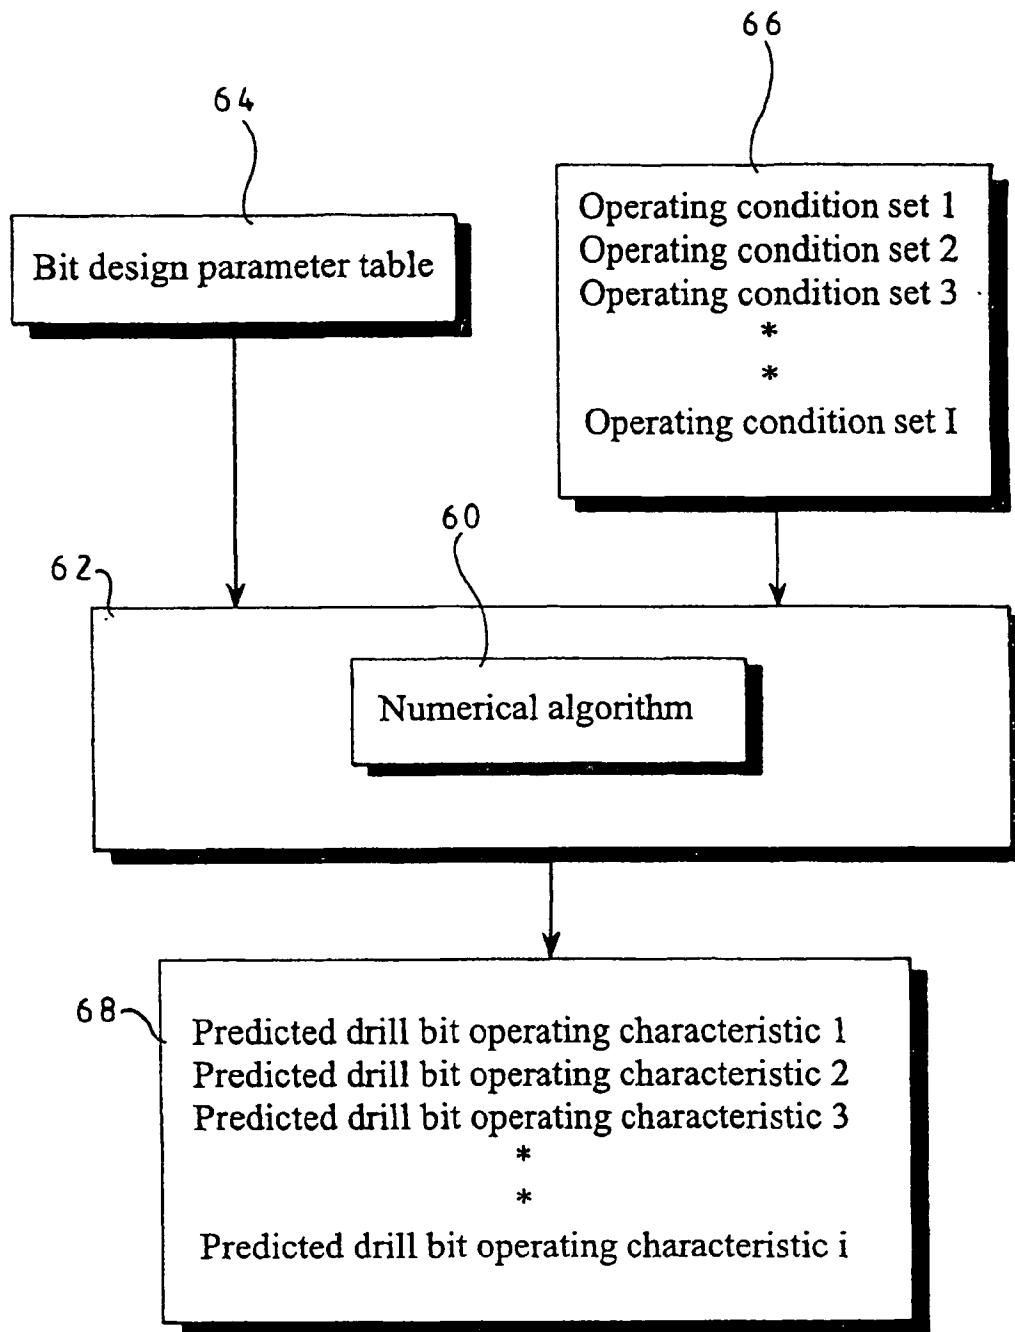 66
64
Operating condition set 1
Operating condition set 2
Operating condition set 3
*
*
Operating condition set I
Bit design parameter table
60
62
Numerical algorithm
68
Predicted drill bit operating characteristic 1
Predicted drill bit operating characteristic 2
Predicted drill bit operating characteristic 3
*
*
Predicted drill bit operating characteristic i